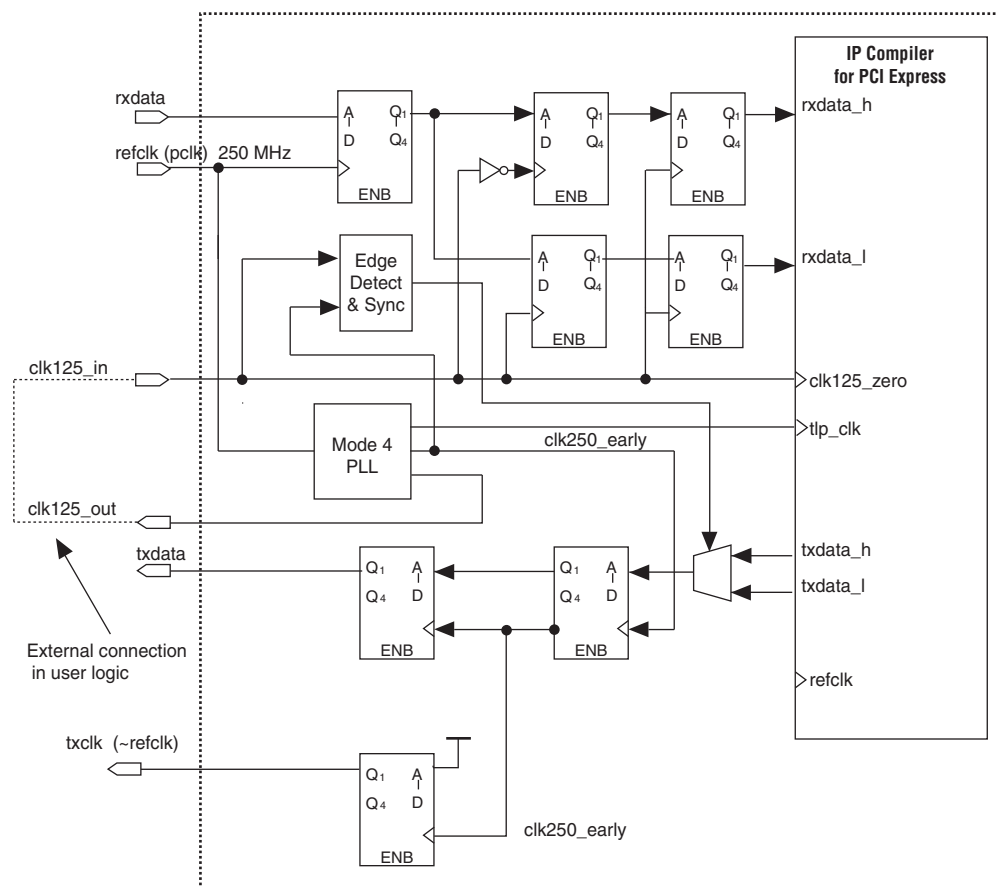 IP Compiler
for PCI Express
rxdata
A
D
Q1
Q4
ENB
A
D
Q1
Q4
ENB
A
D
Q1
Q4
ENB
rxdata_h
refclk (pclk) 250 MHz
Edge
Detect
& Sync
A
D
Q1
Q4
ENB
A
D
Q1
Q4
ENB
rxdata_l
clk125_in
clk125_zero
Mode 4
PLL
clk250_early
tlp_clk
clk125_out
txdata
Q1
Q4
A
D
ENB
Q1
Q4
A
D
ENB
txdata_h
txdata_l
External connection
in user logic
refclk
txclk (~refclk)
Q1
Q4
A
D
ENB
clk250_early